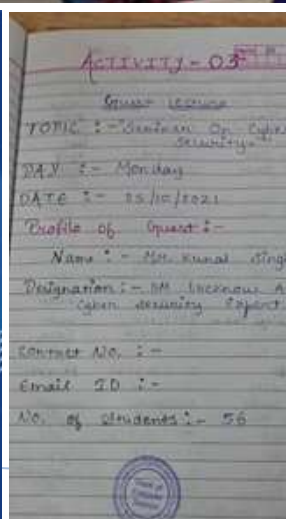 ACTIVITY - 03
Guest Lecture
TOPIC :- "Seminar On Cyber
Security"
DAY :- Monday
DATE :- 25/10/2021
Profile of Guest :-
Name :- Mr. Kunal Singh
Designation :- Lucknow
Cyber security Expert
Contact No. :-
Email ID :-
No. of Students :- 56